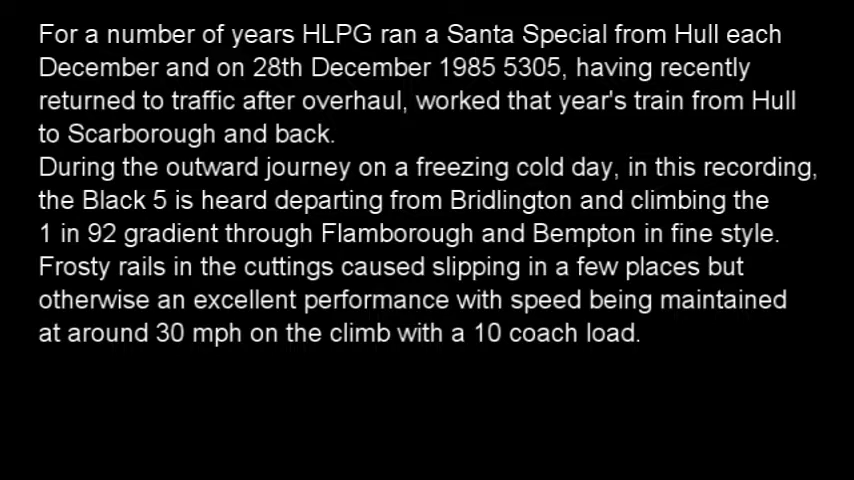 For a number of years HLPG ran a Santa Special from Hull each
December and on 28th December 1985 5305, having recently
returned to traffic after overhaul, worked that year's train from Hull
to Scarborough and back.
During the outward journey on a freezing cold day, in this recording,
the Black 5 is heard departing from Bridlington and climbing the
1 in 92 gradient through Flamborough and Bempton in fine style.
Frosty rails in the cuttings caused slipping in a few places but
otherwise an excellent performance with speed being maintained
at around 30 mph on the climb with a 10 coach load.